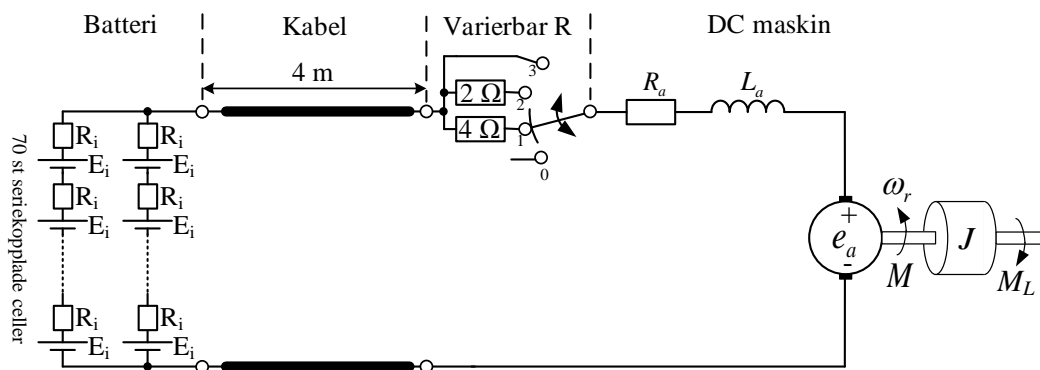 Batteri
Kabel
Varierbar R
DC maskin
4 m
3
2 Ω
2
4 Ω
1
0
R_a
L_a
70 st seriekopplade celler
R_i
E_i
R_i
E_i
R_i
E_i
R_i
E_i
R_i
E_i
R_i
E_i
+
e_a
-
ω_r
M
J
M_L